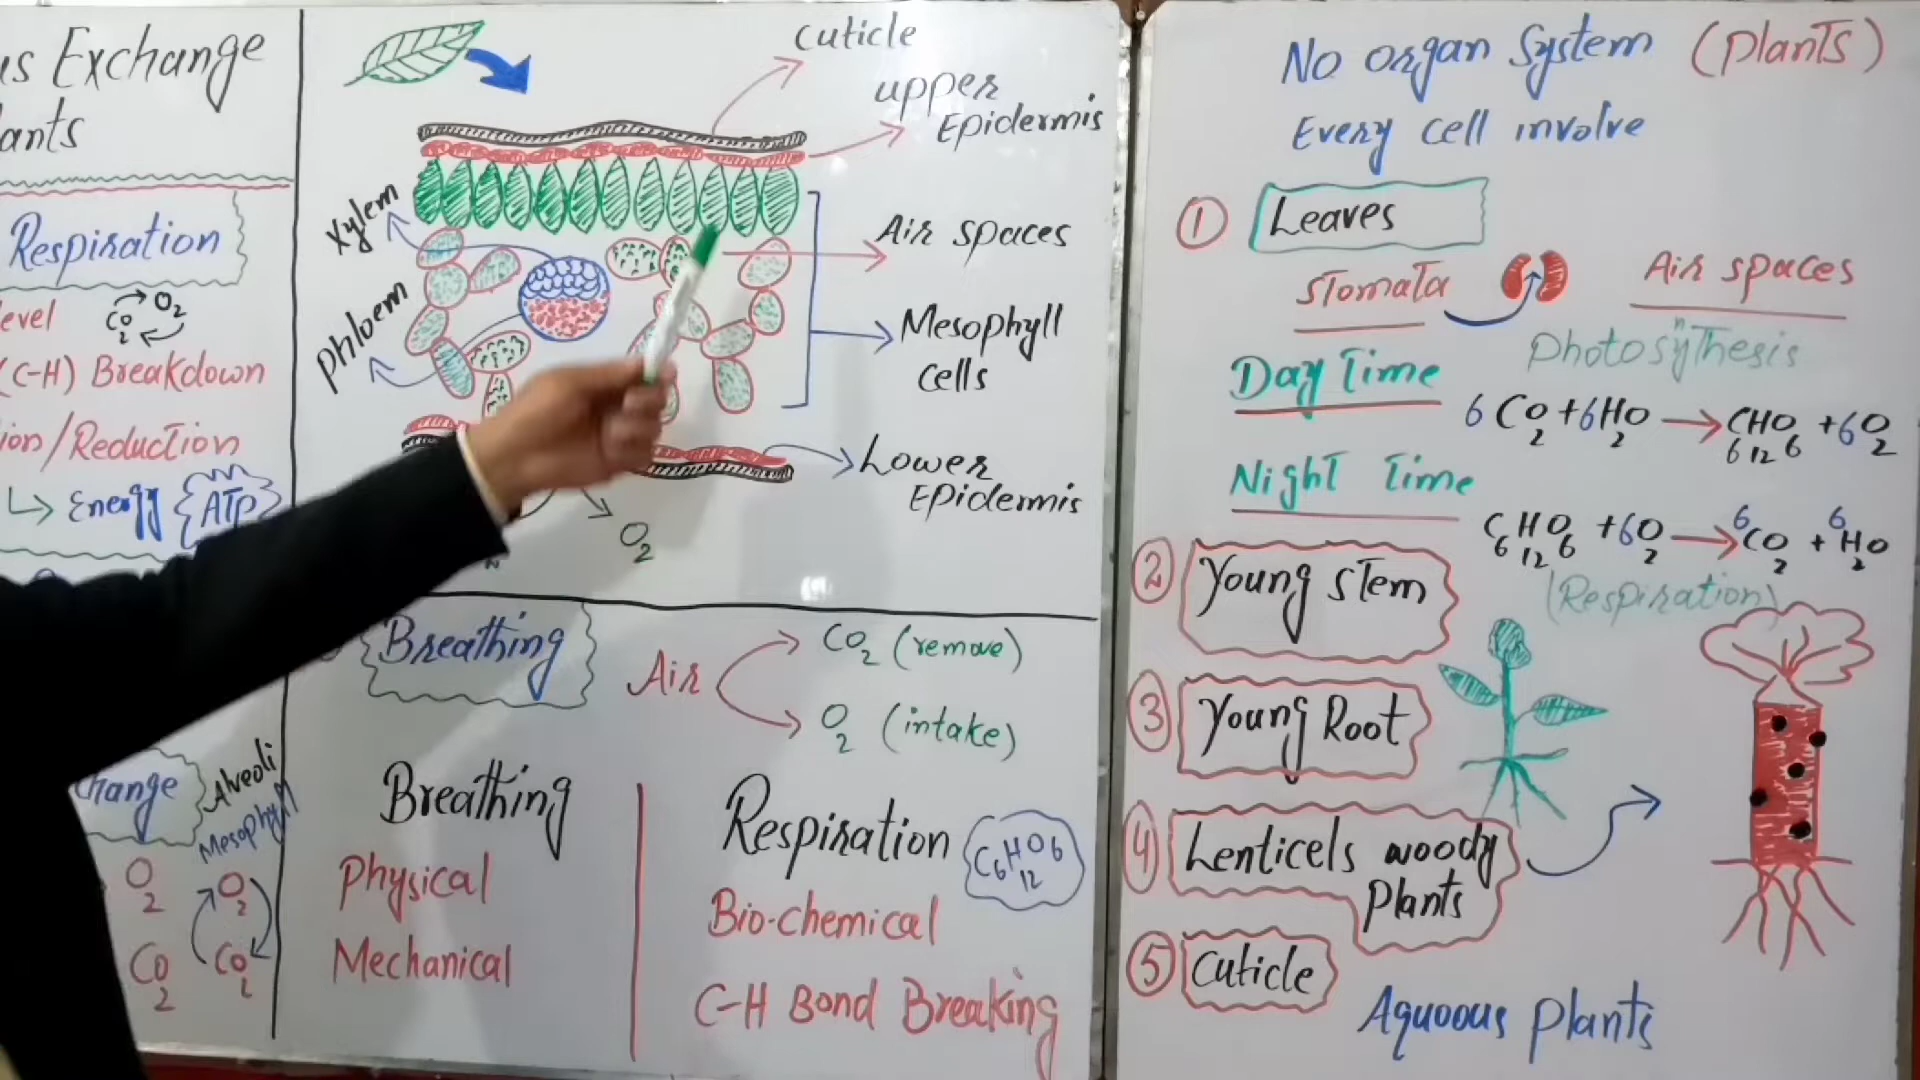 s Exchange
ants
Respiration
evel
CO2 O2
(C-H) Breakdown
ion/Reduction
Energy ATP
change
Alveoli
Mesophyll
O2 O2
CO2 CO2
Cuticle
upper
Epidermis
Xylem
Phloem
Air spaces
Mesophyll
cells
Lower
Epidermis
O2
Breathing
Air
CO2 (remove)
O2 (intake)
Breathing
Physical
Mechanical
Respiration
C6H12O6
Bio-chemical
C-H Bond Breaking
No organ system (plants)
Every cell involve
1 Leaves
Stomata
Air spaces
Photosynthesis
Day Time
6CO2+6H2O → C6H12O6 +6O2
Night Time
C6H12O6 +6O2 → 6CO2 + 6H2O
(Respiration)
2 Young stem
3 Young Root
4 Lenticels woody
plants
5 Cuticle
Aquoous plants